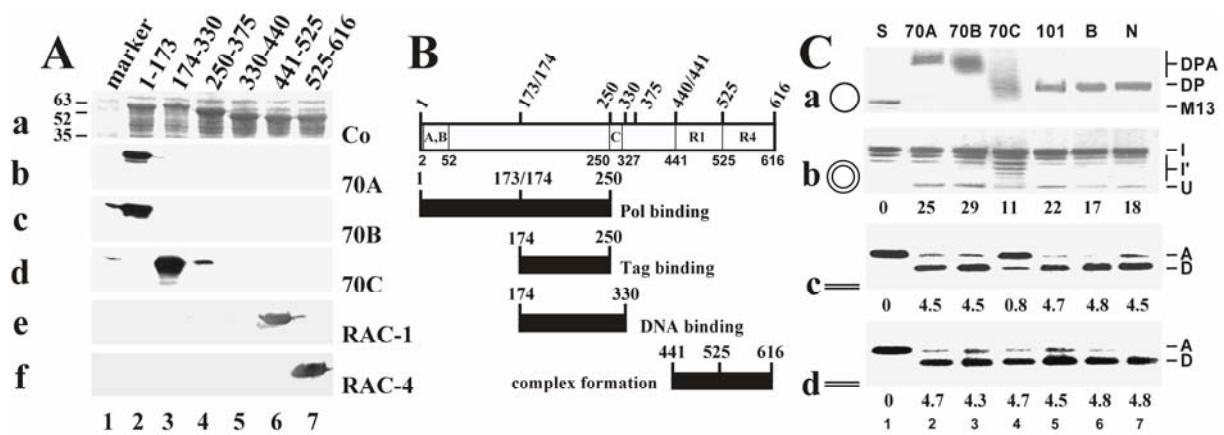 A
marker
1-173
174-330
250-375
330-440
441-525
525-616
63
52
35
a
Co
b
70A
c
70B
d
70C
e
RAC-1
f
RAC-4
1 2 3 4 5 6 7
B
1 173/174 250 330 375 440/441 525 616
A,B C R1 R4
2 52 250 327 441 525 616
1 173/174 250
Pol binding
174 250
Tag binding
174 330
DNA binding
441 525 616
complex formation
C
S 70A 70B 70C 101 B N
DPA
DP
a
M13
I
I'
b
U
0 25 29 11 22 17 18
A
D
c
0 4.5 4.5 0.8 4.7 4.8 4.5
A
D
d
0 4.7 4.3 4.7 4.5 4.8 4.8
1 2 3 4 5 6 7